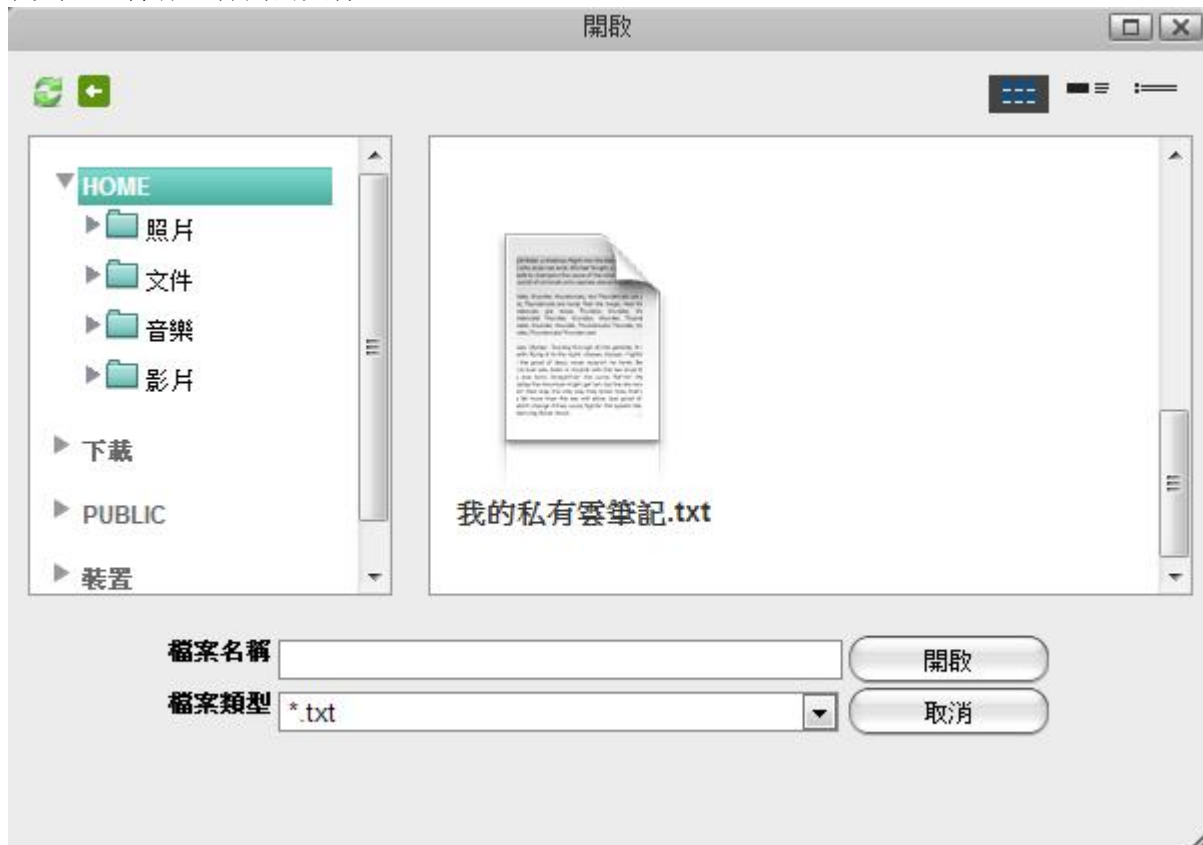 開啟
HOME
照片
文件
音樂
影片
下載
PUBLIC
裝置
我的私有雲筆記.txt
檔案名稱
開啟
檔案類型
*.txt
取消